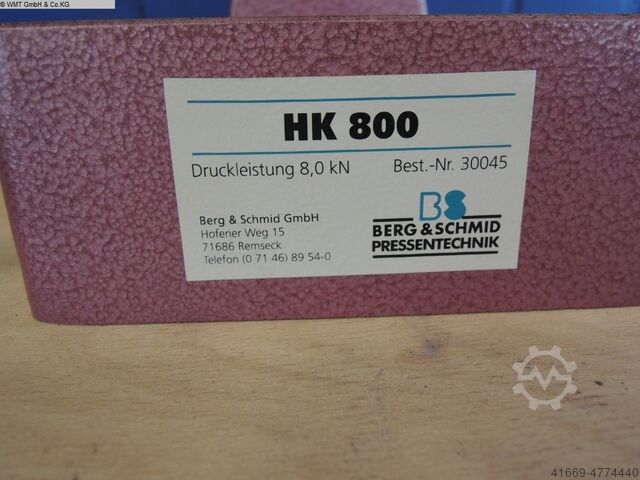 © WMT GmbH & Co.KG
HK 800
Druckleistung 8,0 kN Best.-Nr. 30045
Berg & Schmid GmbH
Hofener Weg 15
71686 Remseck
Telefon (0 71 46) 89 54-0
BS
BERG & SCHMID
PRESSENTECHNIK
41669-4774440